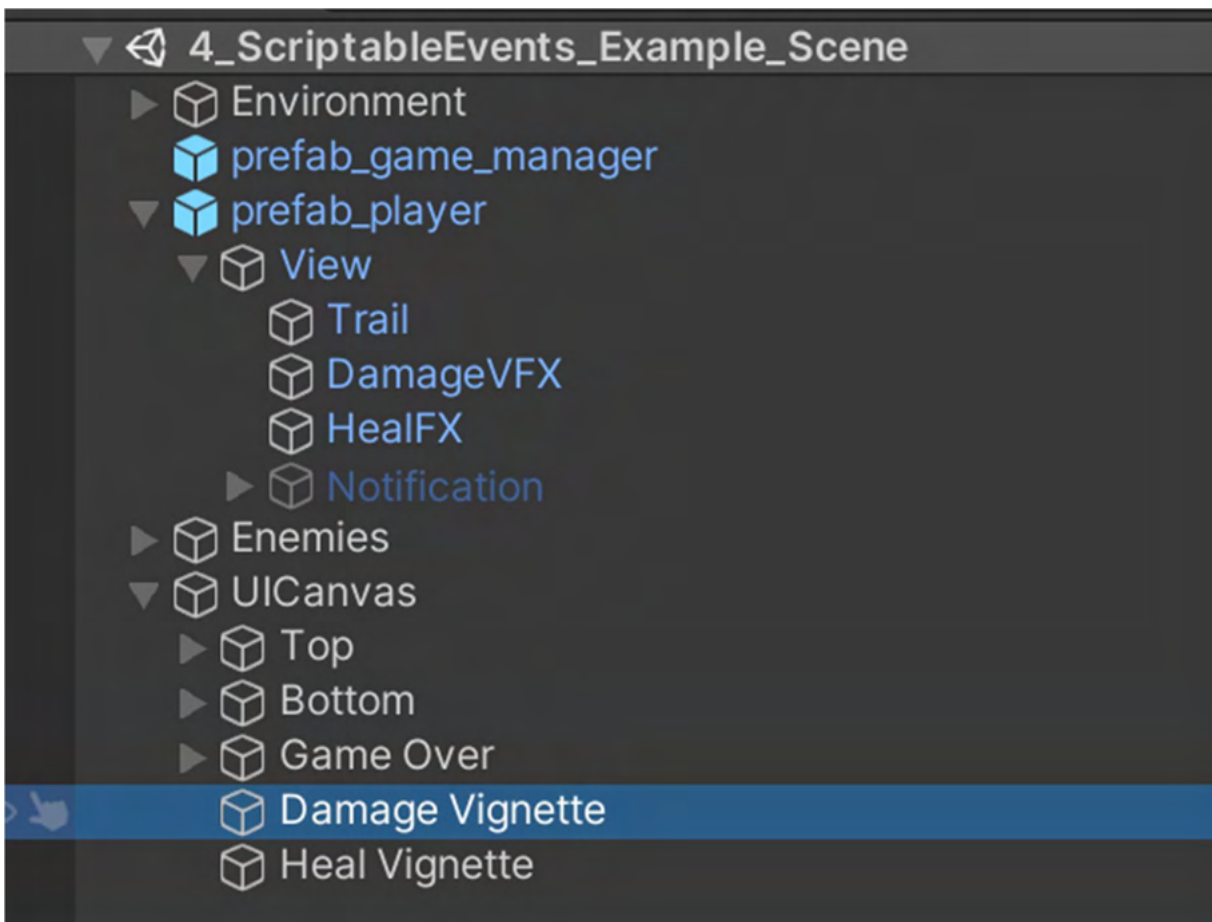 4_ScriptableEvents_Example_Scene
Environment
prefab_game_manager
prefab_player
View
Trail
DamageVFX
HealFX
Notification
Enemies
UICanvas
Top
Bottom
Game Over
Damage Vignette
Heal Vignette